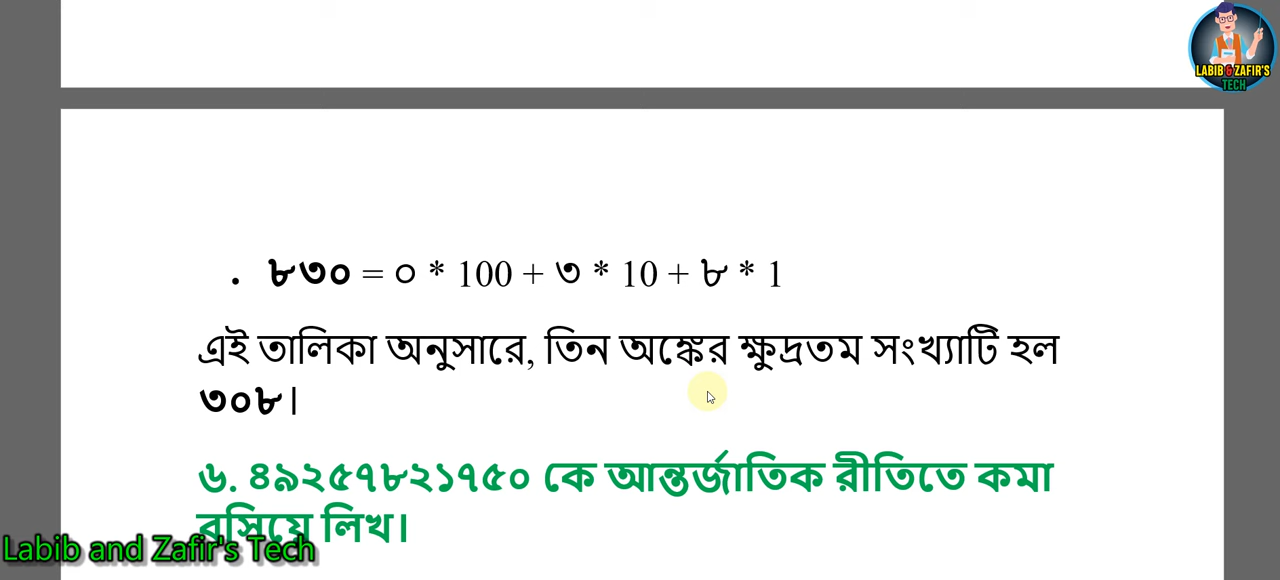 LABIB & ZAFIR'S
TECH
. ৮৩০ = ০ * 100 + ৩ * 10 + ৮ * 1
এই তালিকা অনুসারে, তিন অঙ্কের ক্ষুদ্রতম সংখ্যাটি হল
৩০৮।
৬. ৪৯২৫৭৮২১৭৫০ কে আন্তর্জাতিক রীতিতে কমা
বসিয়ে লিখ।
Labib and Zafir's Tech